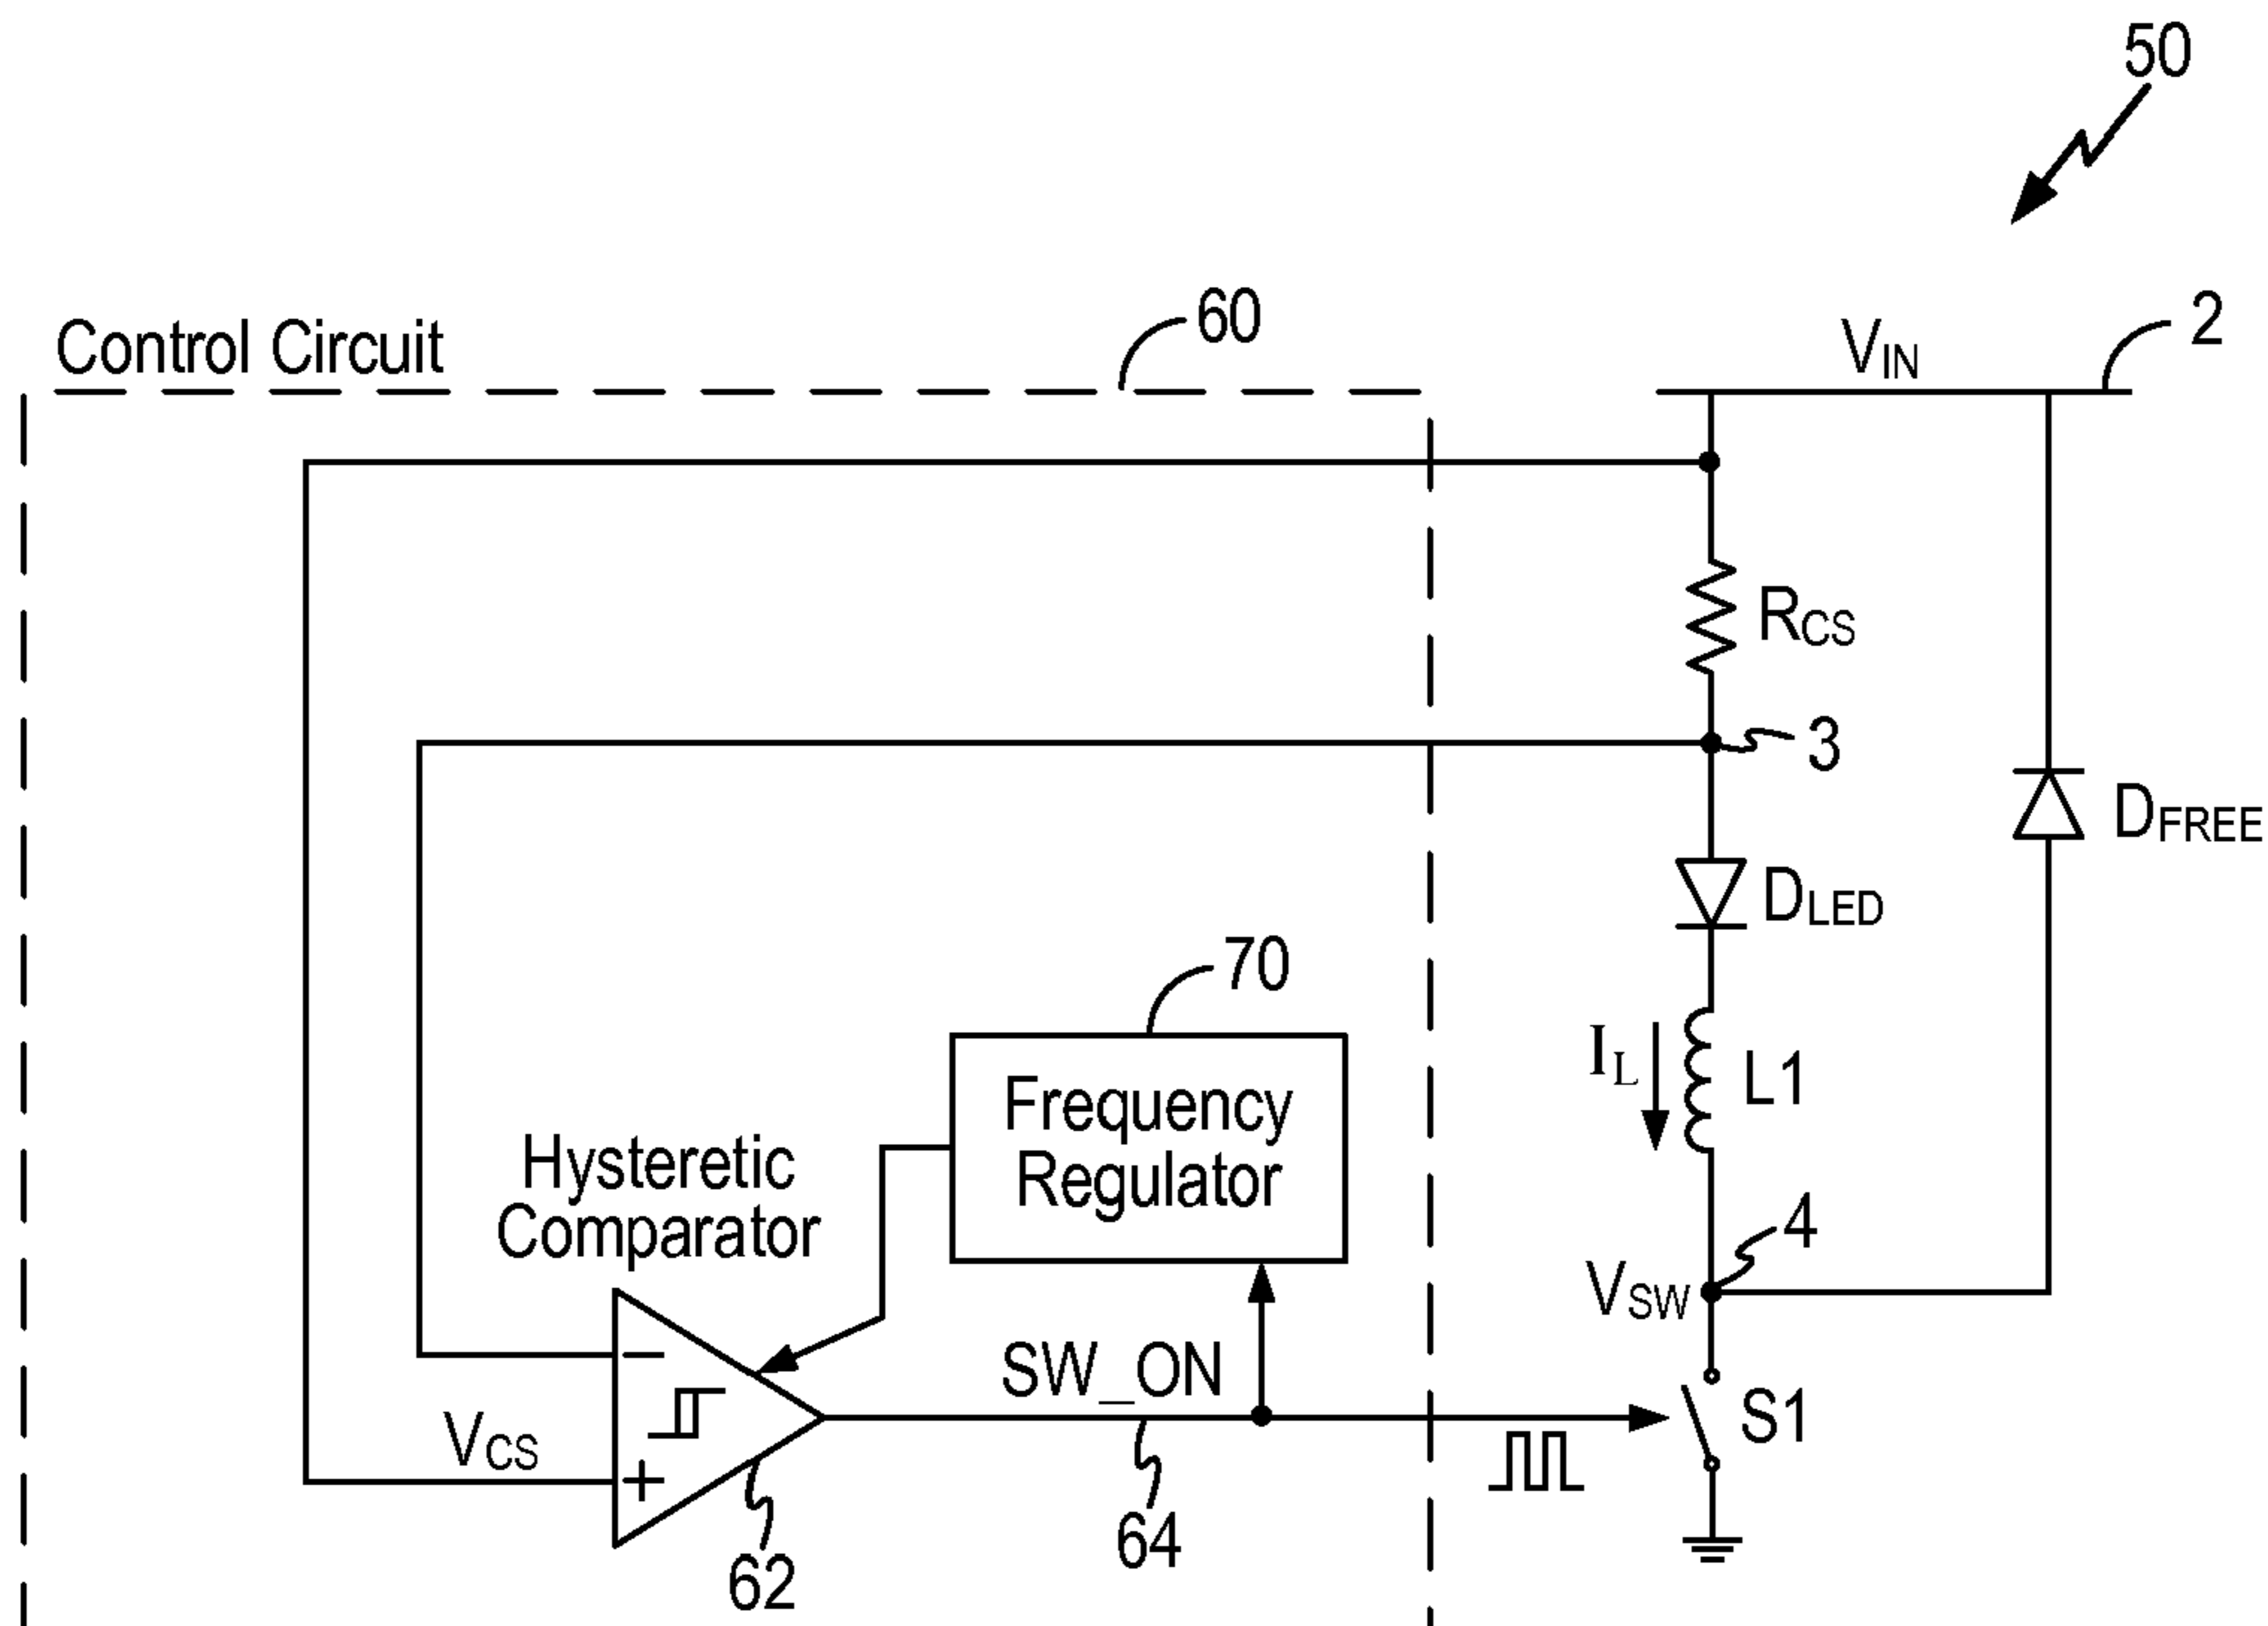 50
Control Circuit
60
VIN
2
RCS
3
DFREE
DLED
70
Frequency
Regulator
IL
L1
Hysteretic
Comparator
4
VSW
SW_ON
S1
−
VCS
+
64
62